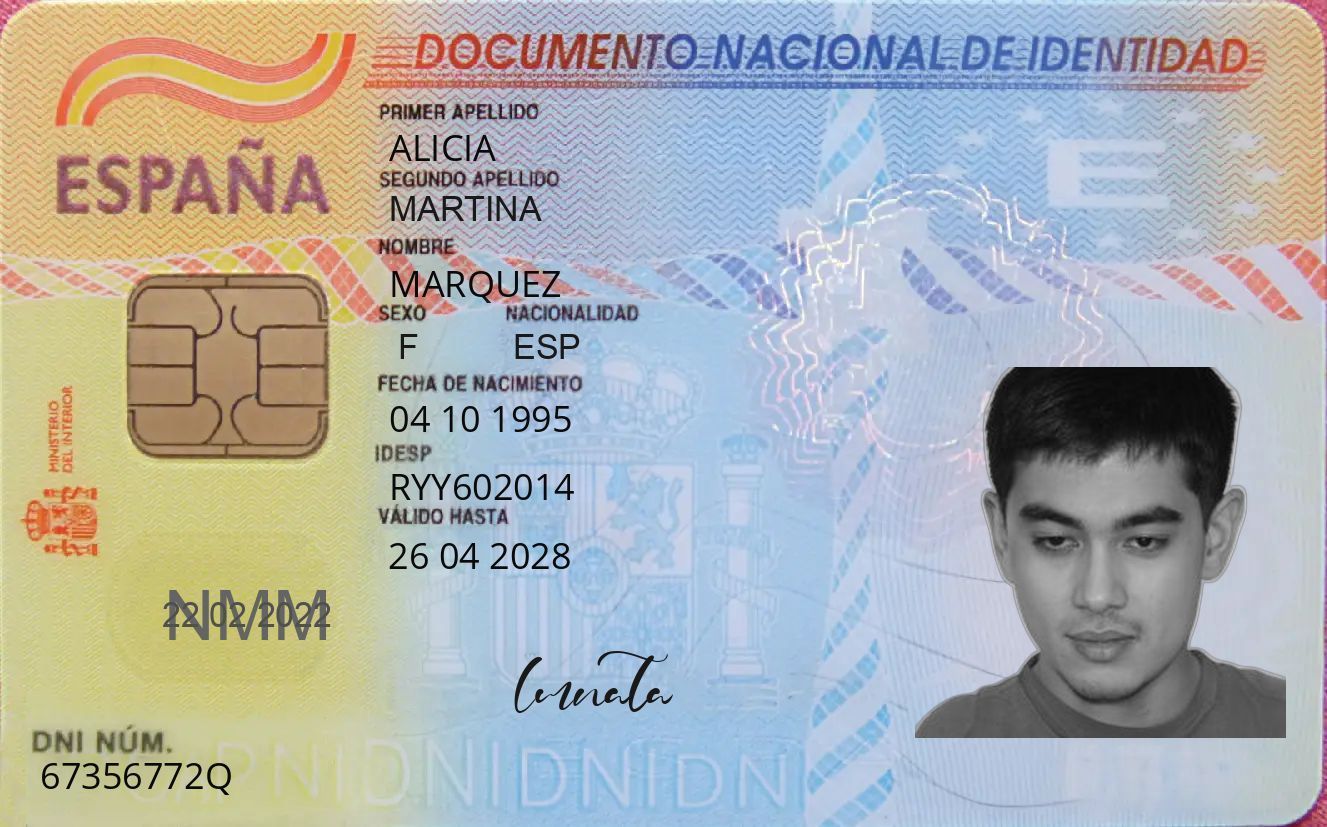 DOCUMENTO NACIONAL DE IDENTIDAD
ESPAÑA
PRIMER APELLIDO
ALICIA
SEGUNDO APELLIDO
MARTINA
NOMBRE
MARQUEZ
SEXO NACIONALIDAD
F ESP
FECHA DE NACIMIENTO
04 10 1995
IDESP
RYY602014
VÁLIDO HASTA
26 04 2028
MINISTERIO
DEL INTERIOR
E
NMM
22 02 2022
DNI NÚM.
67356772Q
DNIDNIDNIDN